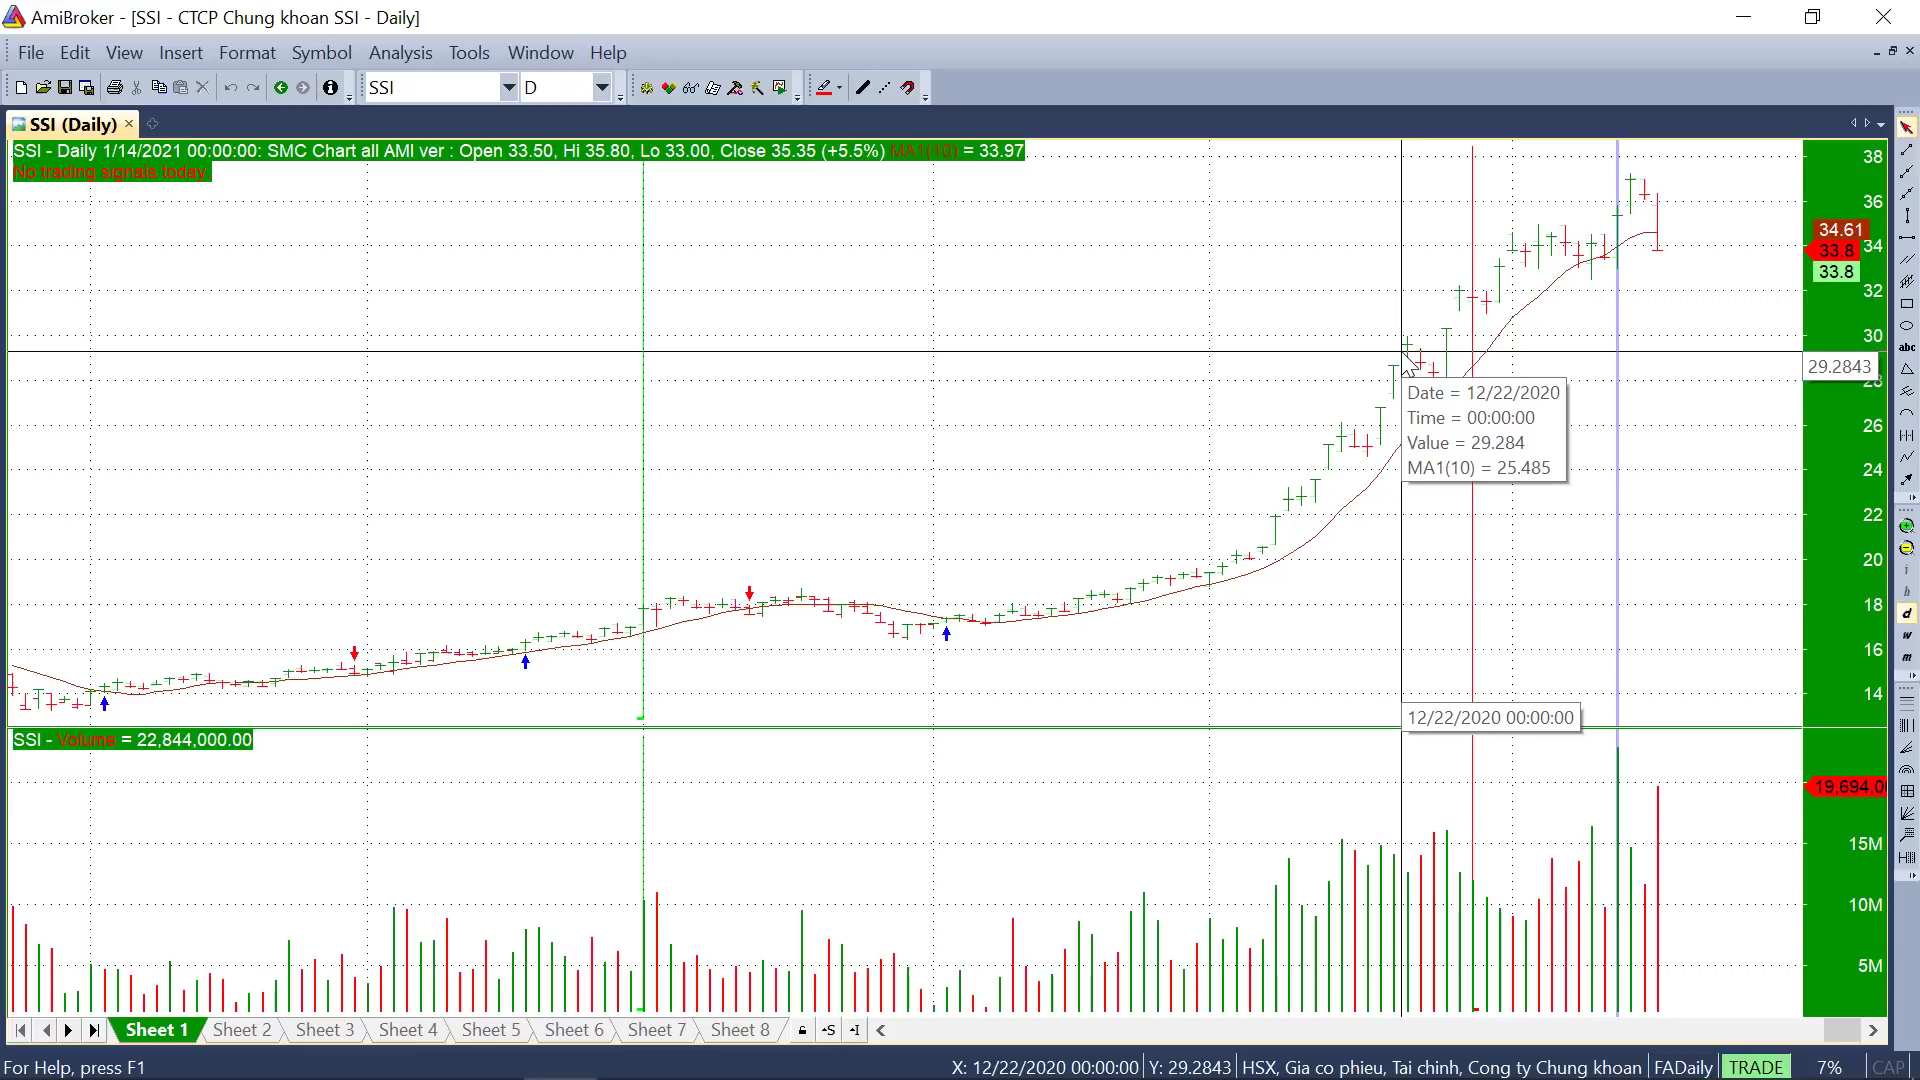 AmiBroker - [SSI - CTCP Chung khoan SSI - Daily]
File Edit View Insert Format Symbol Analysis Tools Window Help
SSI D
SSI (Daily)
SSI - Daily 1/14/2021 00:00:00: SMC Chart all AMI ver : Open 33.50, Hi 35.80, Lo 33.00, Close 35.35 (+5.5%) MA1(10) = 33.97
No trading signals today.
38
36
34.61
33.8 34
33.8
32
30
29.2843
28
26
24
22
20
18
16
14
Date = 12/22/2020
Time = 00:00:00
Value = 29.284
MA1(10) = 25.485
12/22/2020 00:00:00
SSI - Volume = 22,844,000.00
19,694,0
15M
10M
5M
abc
i
h
d
w
m
Sheet 1 Sheet 2 Sheet 3 Sheet 4 Sheet 5 Sheet 6 Sheet 7 Sheet 8
For Help, press F1 X: 12/22/2020 00:00:00 Y: 29.2843 HSX, Gia co phieu, Tai chinh, Cong ty Chung khoan FADaily TRADE 7% CAP